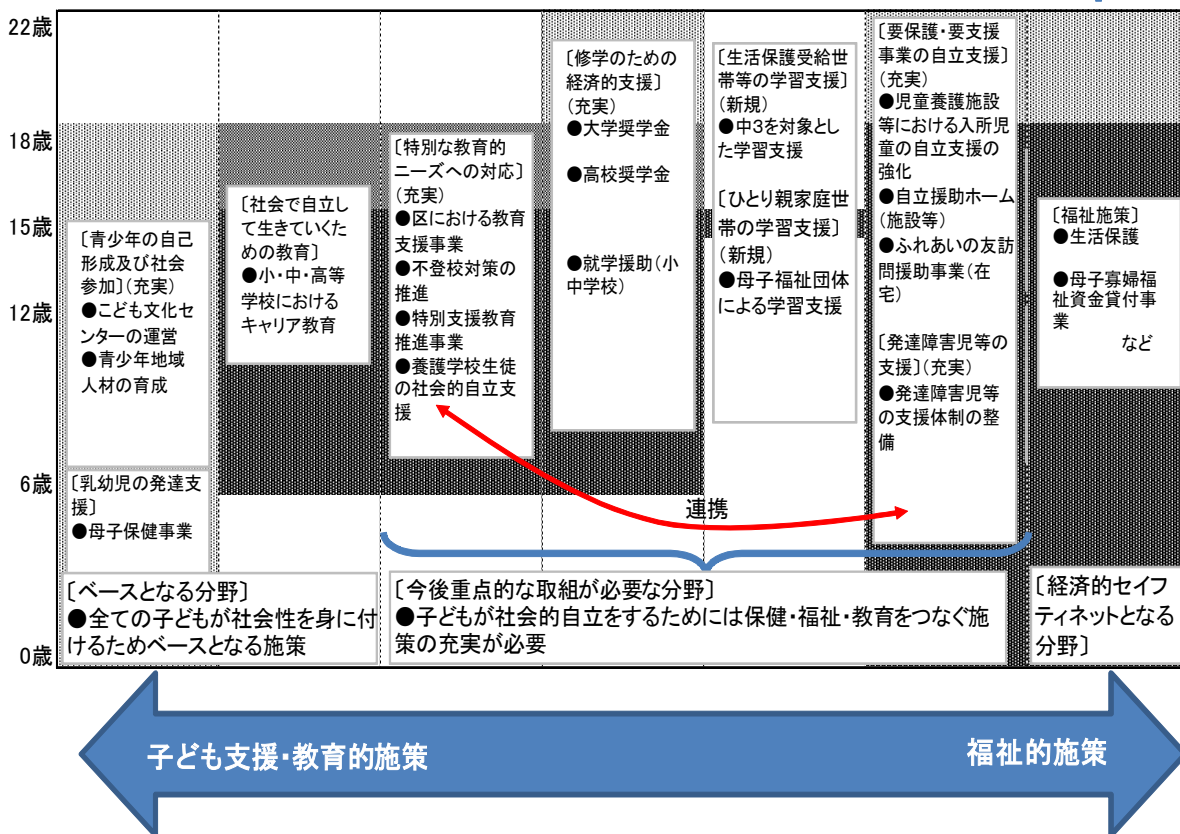 22歳
18歳
15歳
12歳
6歳
0歳
〔青少年の自己
形成及び社会
参加〕(充実)
●こども文化セ
ンターの運営
●青少年地域
人材の育成
〔乳幼児の発達支
援〕
●母子保健事業
〔社会で自立し
て生きていくた
めの教育〕
●小・中・高等
学校における
キャリア教育
〔特別な教育的
ニーズへの対応〕
(充実)
●区における教育
支援事業
●不登校対策の
推進
●特別支援教育
推進事業
●養護学校生徒
の社会的自立支
援
〔修学のための
経済的支援〕
(充実)
●大学奨学金
●高校奨学金
●就学援助(小
中学校)
〔生活保護受給世
帯等の学習支援〕
(新規)
●中3を対象とし
た学習支援
〔ひとり親家庭世
帯の学習支援〕
(新規)
●母子福祉団体
による学習支援
〔要保護・要支援
事業の自立支援〕
(充実)
●児童養護施設
等における入所児
童の自立支援の
強化
●自立援助ホーム
(施設等)
●ふれあいの友訪
問援助事業(在
宅)
〔発達障害児等の
支援〕(充実)
●発達障害児等
の支援体制の整
備
〔福祉施策〕
●生活保護
●母子寡婦福
祉資金貸付事
業
など
連携
〔ベースとなる分野〕
●全ての子どもが社会性を身に付
けるためベースとなる施策
〔今後重点的な取組が必要な分野〕
●子どもが社会的自立をするためには保健・福祉・教育をつなぐ施
策の充実が必要
〔経済的セイフ
ティネットとなる
分野〕
子ども支援・教育的施策
福祉的施策